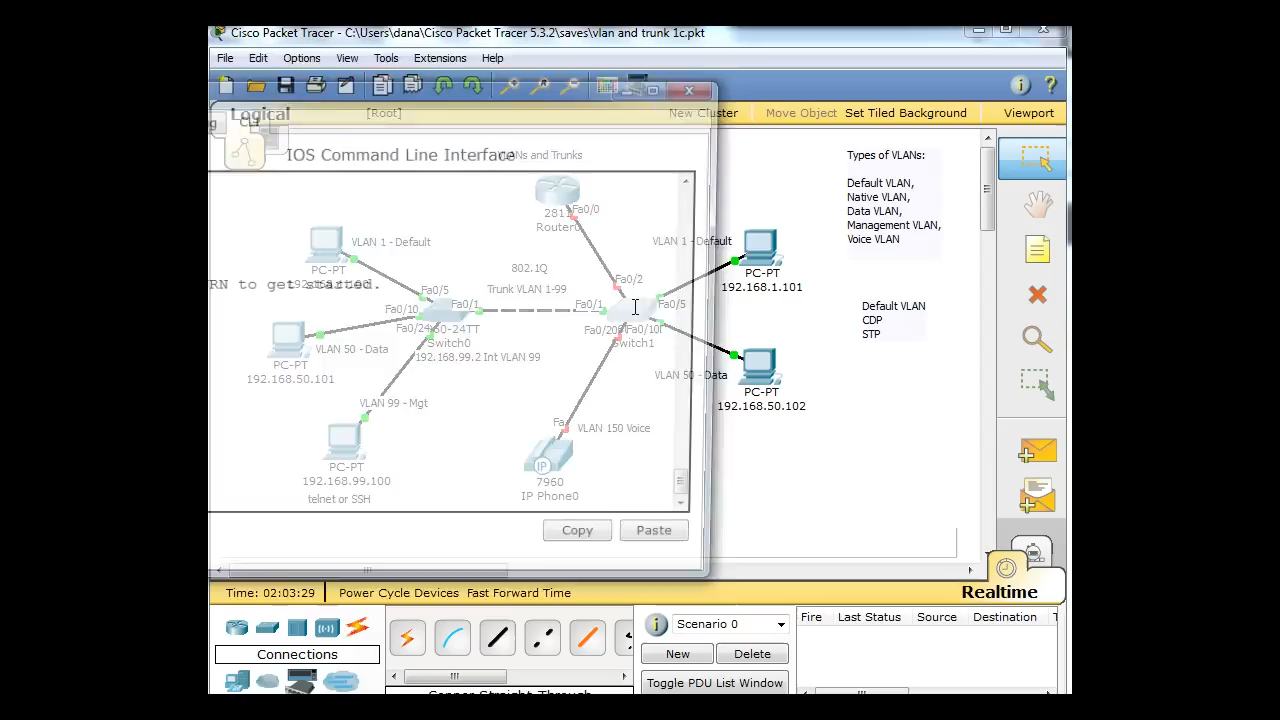 Cisco Packet Tracer - C:\Users\dana\Cisco Packet Tracer 5.3.2\saves\vlan and trunk 1c.pkt
File Edit Options View Tools Extensions Help
Logical
[Root]
New Cluster
Move Object
Set Tiled Background
Viewport
CLI
IOS Command Line Interface
VLANs and Trunks
Types of VLANs:
Default VLAN,
Native VLAN,
Data VLAN,
Management VLAN,
Voice VLAN
Default VLAN
CDP
STP
Fa0/0
2811
Router0
VLAN 1 - Default
PC-PT
RN to get started.
802.1Q
Trunk VLAN 1-99
Fa0/2
Fa0/5
Fa0/1
Fa0/1
Fa0/5
Fa0/10
Fa0/24
Switch0
192.168.99.2 Int VLAN 99
Fa0/10
Switch1
VLAN 1 - Default
PC-PT
192.168.1.101
VLAN 50 - Data
PC-PT
192.168.50.102
VLAN 50 - Data
PC-PT
192.168.50.101
VLAN 99 - Mgt
PC-PT
192.168.99.100
telnet or SSH
VLAN 150 Voice
IP
7960
IP Phone0
Copy
Paste
Time: 02:03:29
Power Cycle Devices Fast Forward Time
Realtime
Connections
Scenario 0
New
Delete
Toggle PDU List Window
Fire Last Status Source Destination